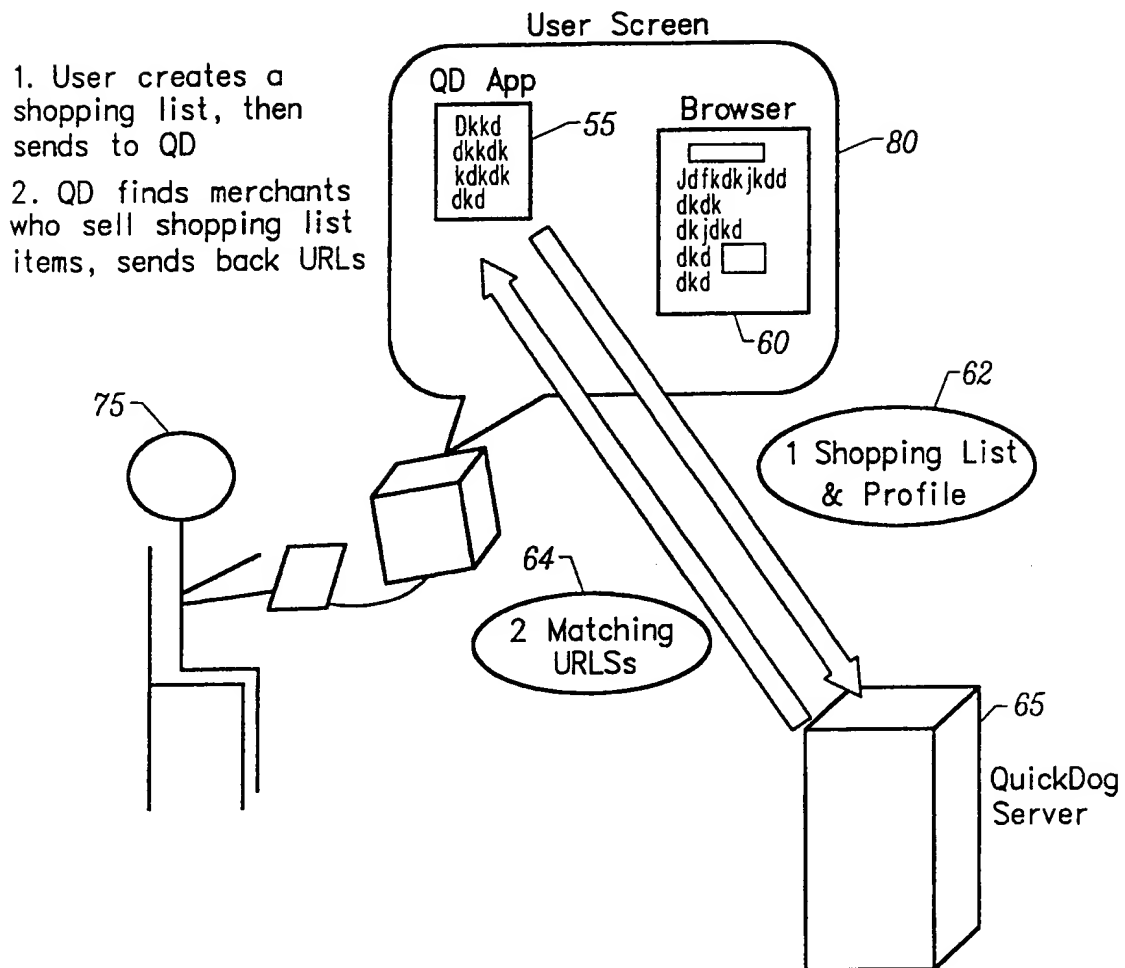 User Screen
1. User creates a
shopping list, then
sends to QD
2. QD finds merchants
who sell shopping list
items, sends back URLs
QD App
Dkkd
dkkdk
kdkdk
dkd
55
Browser
Jdfkdkjkdd
dkdk
dkjdkd
dkd
dkd
60
80
75
62
1 Shopping List
& Profile
64
2 Matching
URLSs
65
QuickDog
Server